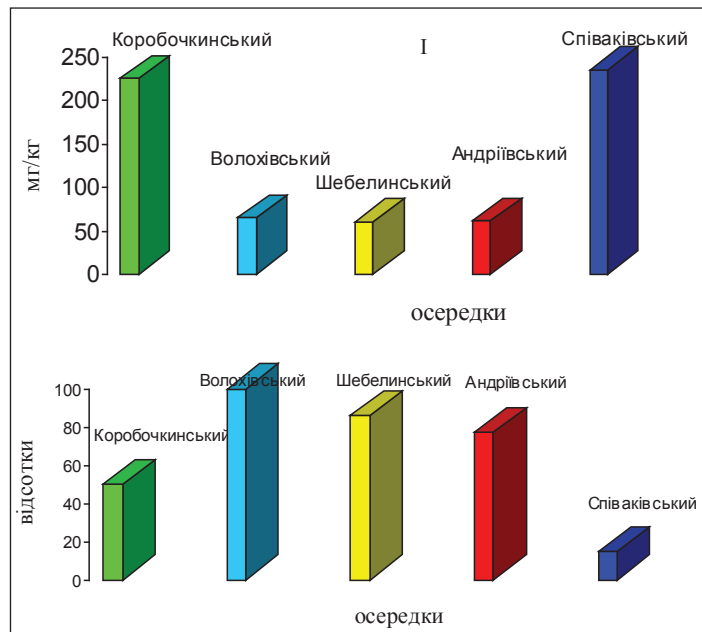 Коробочкинський
I
Співаківський
250
200
150
100
50
0
мг/кг
Волохівський
Шебелинський
Андріївський
осередки
Волохівський
Шебелинський
Андріївський
100
80
60
40
20
0
відсотки
Коробочкинський
Співаківський
осередки